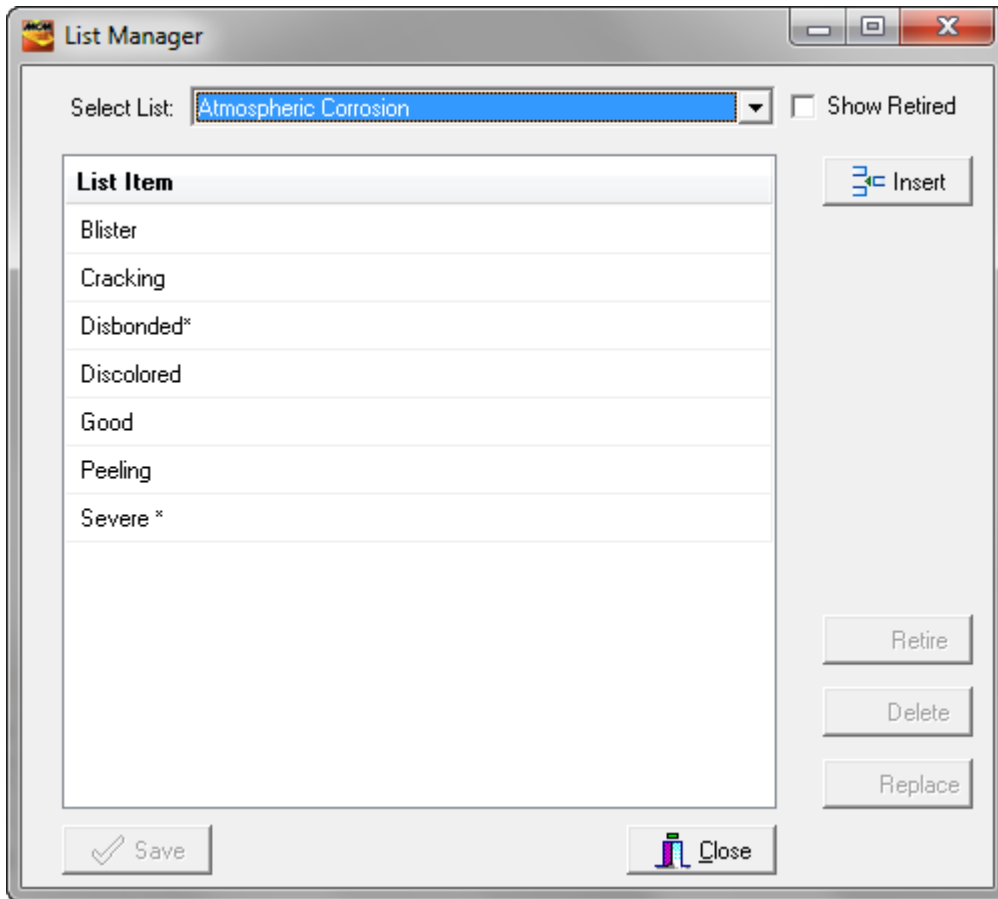 MCM
List Manager
Select List: Atmospheric Corrosion Show Retired
List Item
Insert
Blister
Cracking
Disbonded*
Discolored
Good
Peeling
Severe *
Retire
Delete
Replace
Save Close